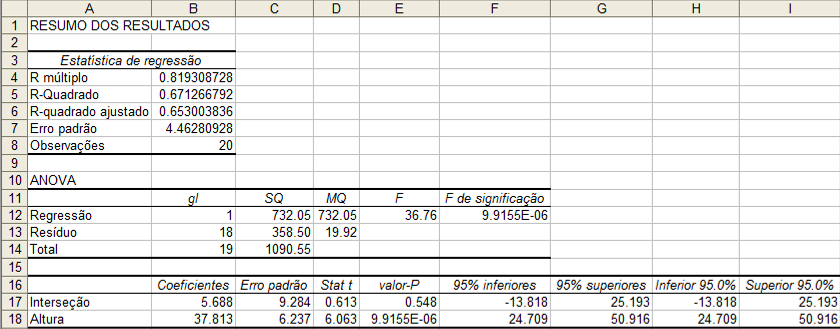 A B C D E F G H I
1 RESUMO DOS RESULTADOS
2
3 Estatística de regressão
4 R múltiplo 0.819308728
5 R-Quadrado 0.671266792
6 R-quadrado ajustado 0.653003836
7 Erro padrão 4.46280928
8 Observações 20
9
10 ANOVA
11 gl SQ MQ F F de significação
12 Regressão 1 732.05 732.05 36.76 9.9155E-06
13 Resíduo 18 358.50 19.92
14 Total 19 1090.55
15
16 Coeficientes Erro padrão Stat t valor-P 95% inferiores 95% superiores Inferior 95.0% Superior 95.0%
17 Interseção 5.688 9.284 0.613 0.548 -13.818 25.193 -13.818 25.193
18 Altura 37.813 6.237 6.063 9.9155E-06 24.709 50.916 24.709 50.916